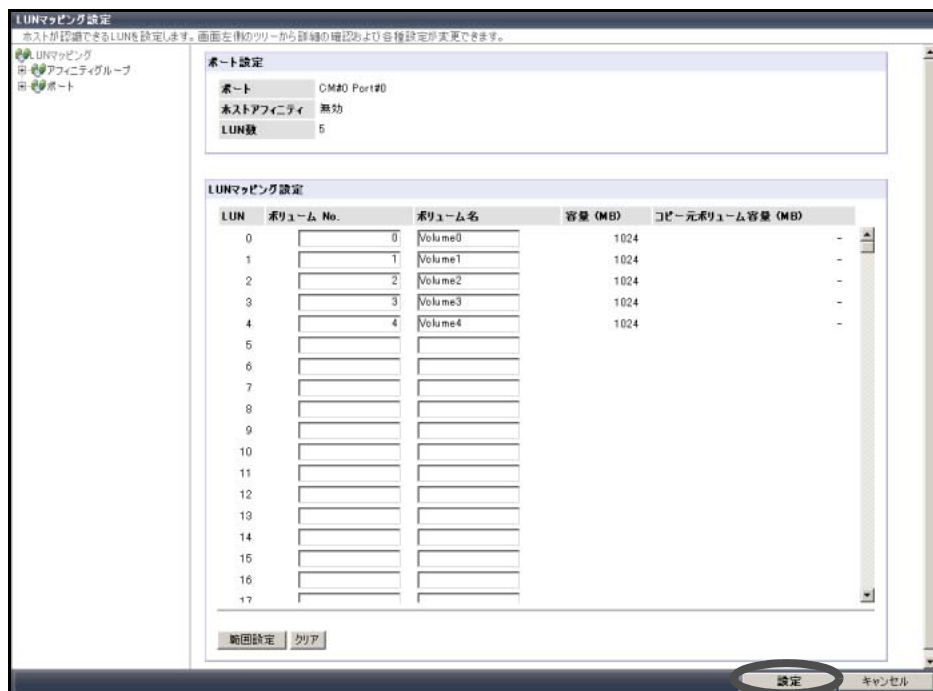 LUNマッピング設定
ホストが認識できるLUNを設定します。画面左側のツリーから詳細の確認および各種設定が変更できます。
LUNマッピング
アフィニティグループ
ポート
ポート設定
ポート CM#0 Port#0
ホストアフィニティ 無効
LUN数 5
LUNマッピング設定
LUN ボリューム No. ボリューム名 容量 (MB) コピー元ボリューム容量 (MB)
0 0 Volume0 1024 -
1 1 Volume1 1024 -
2 2 Volume2 1024 -
3 3 Volume3 1024 -
4 4 Volume4 1024 -
5
6
7
8
9
10
11
12
13
14
15
16
17
範囲設定 クリア
設定 キャンセル